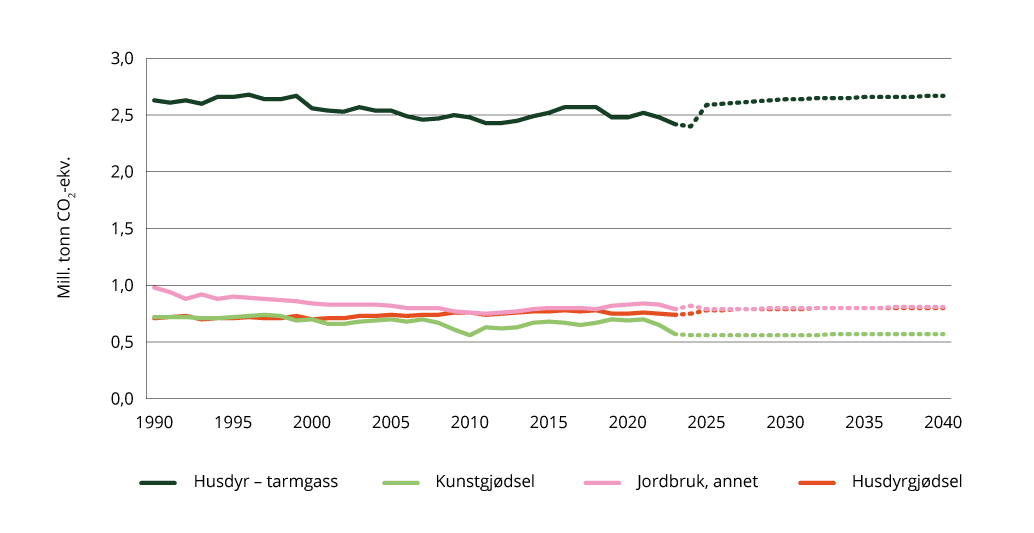 Mill. tonn CO₂-ekv.
3,0
2,5
2,0
1,5
1,0
0,5
0,0
1990 1995 2000 2005 2010 2015 2020 2025 2030 2035 2040
Husdyr – tarmgass Kunstgjødsel Jordbruk, annet Husdyrgjødsel